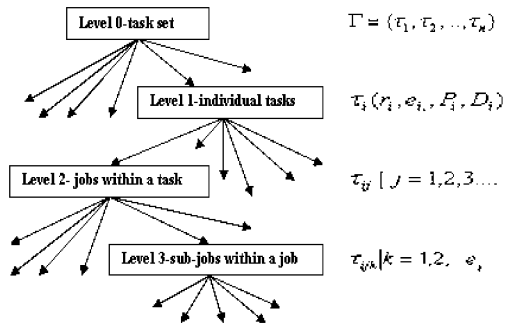 Level 0-task set Γ = (τ₁, τ₂, .., τₙ)
Level 1-individual tasks τᵢ (rᵢ, eᵢ., Pᵢ, Dᵢ)
Level 2- jobs within a task τᵢⱼ [ j = 1,2,3....
Level 3-sub-jobs within a job τᵢⱼₖ|k = 1,2, eᵢ